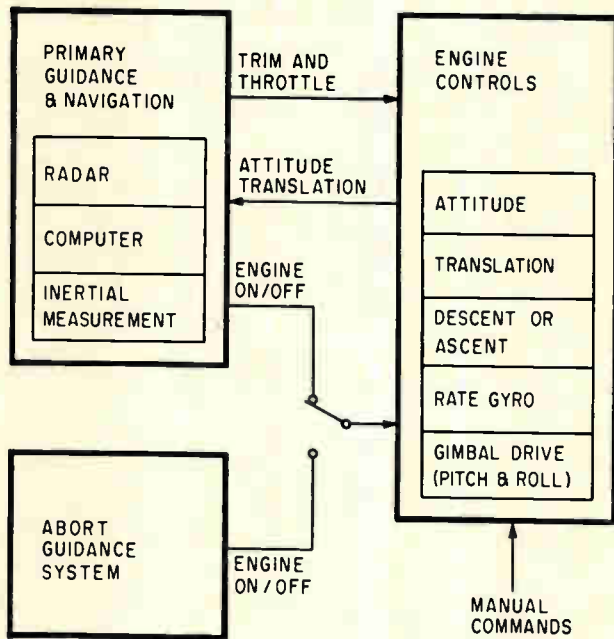 PRIMARY
GUIDANCE
& NAVIGATION
RADAR
COMPUTER
INERTIAL
MEASUREMENT
TRIM AND
THROTTLE
ATTITUDE
TRANSLATION
ENGINE
ON/OFF
ENGINE
CONTROLS
ATTITUDE
TRANSLATION
DESCENT OR
ASCENT
RATE GYRO
GIMBAL DRIVE
(PITCH & ROLL)
ABORT
GUIDANCE
SYSTEM
ENGINE
ON/OFF
MANUAL
COMMANDS